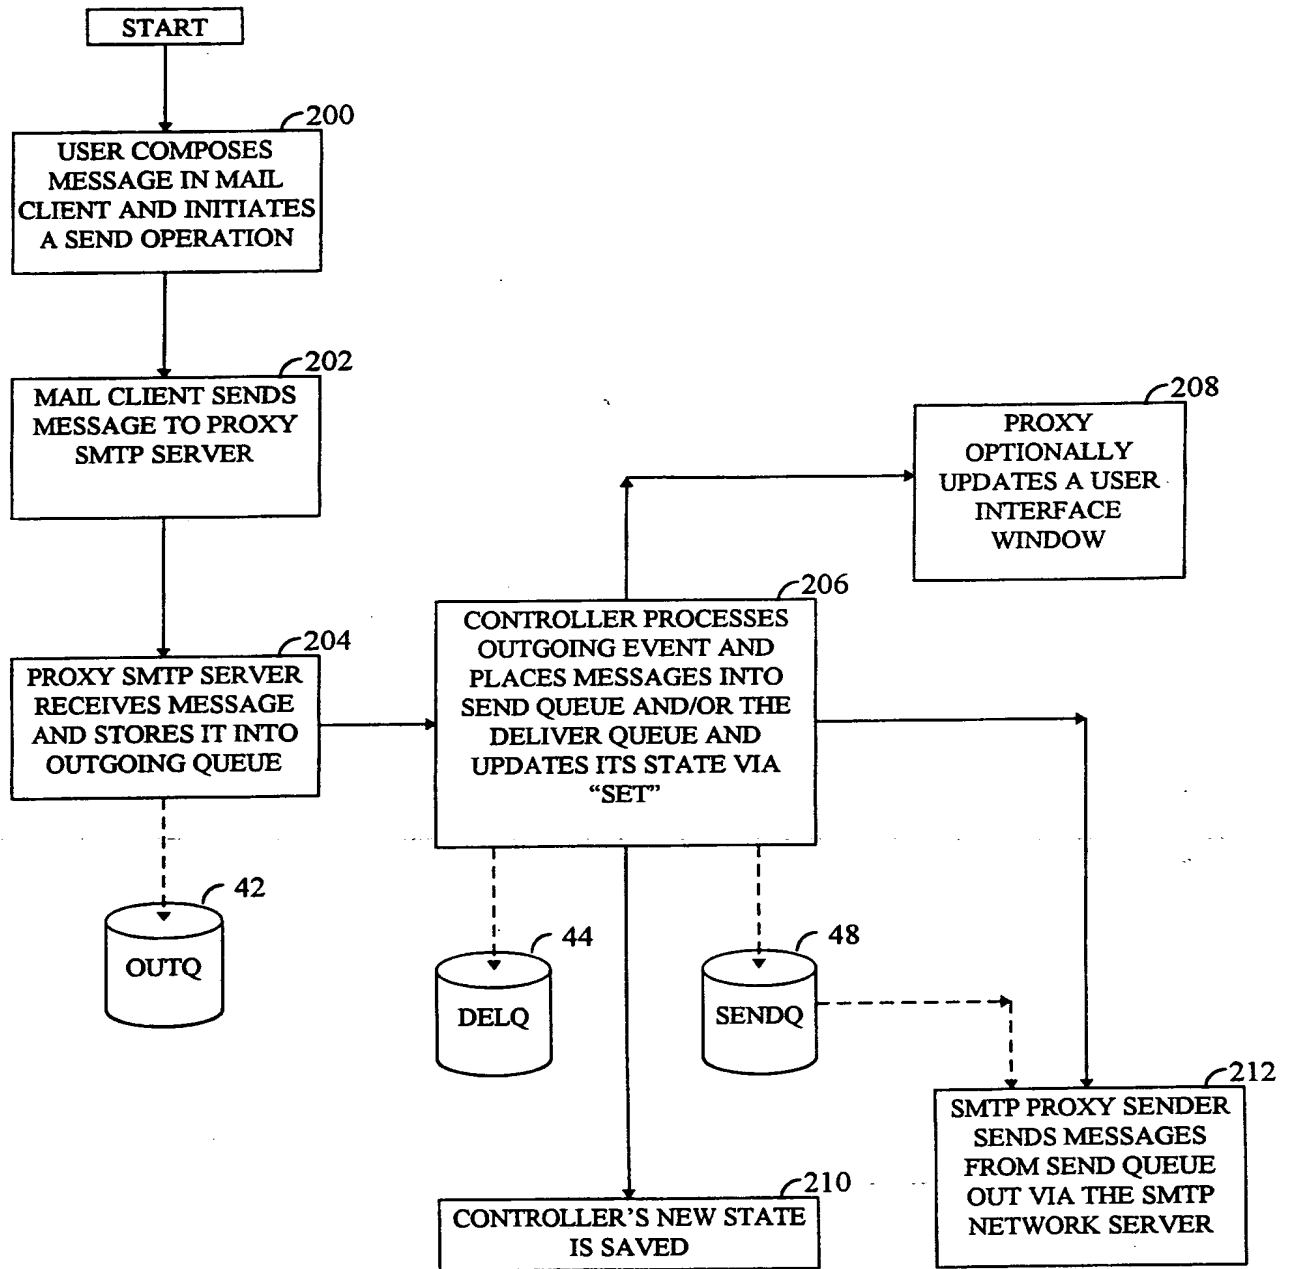 START
200
USER COMPOSES
MESSAGE IN MAIL
CLIENT AND INITIATES
A SEND OPERATION
202
MAIL CLIENT SENDS
MESSAGE TO PROXY
SMTP SERVER
208
PROXY
OPTIONALLY
UPDATES A USER
INTERFACE
WINDOW
204
PROXY SMTP SERVER
RECEIVES MESSAGE
AND STORES IT INTO
OUTGOING QUEUE
206
CONTROLLER PROCESSES
OUTGOING EVENT AND
PLACES MESSAGES INTO
SEND QUEUE AND/OR THE
DELIVER QUEUE AND
UPDATES ITS STATE VIA
“SET”
42
OUTQ
44
DELQ
48
SENDQ
212
SMTP PROXY SENDER
SENDS MESSAGES
FROM SEND QUEUE
OUT VIA THE SMTP
NETWORK SERVER
210
CONTROLLER'S NEW STATE
IS SAVED